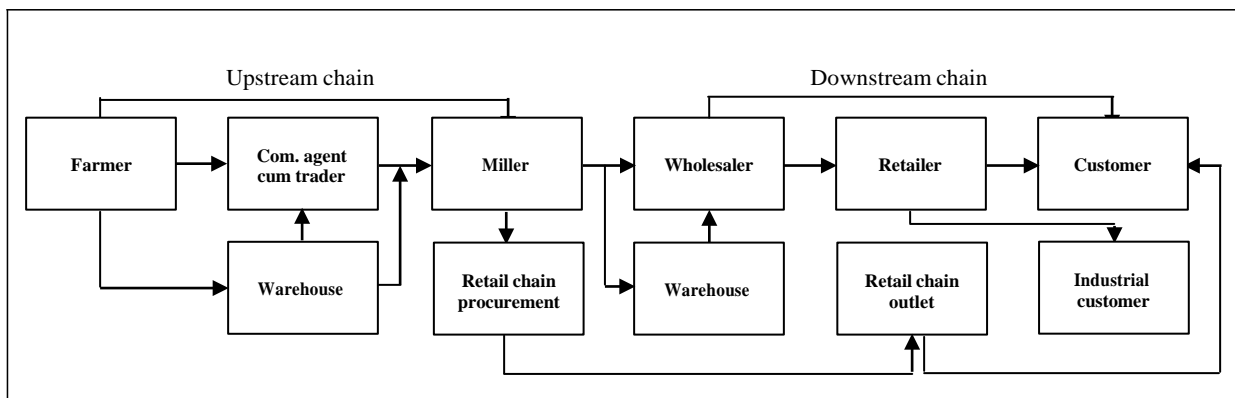 Upstream chain
Downstream chain
Farmer
Com. agent
cum trader
Miller
Wholesaler
Retailer
Customer
Warehouse
Retail chain
procurement
Warehouse
Retail chain
outlet
Industrial
customer